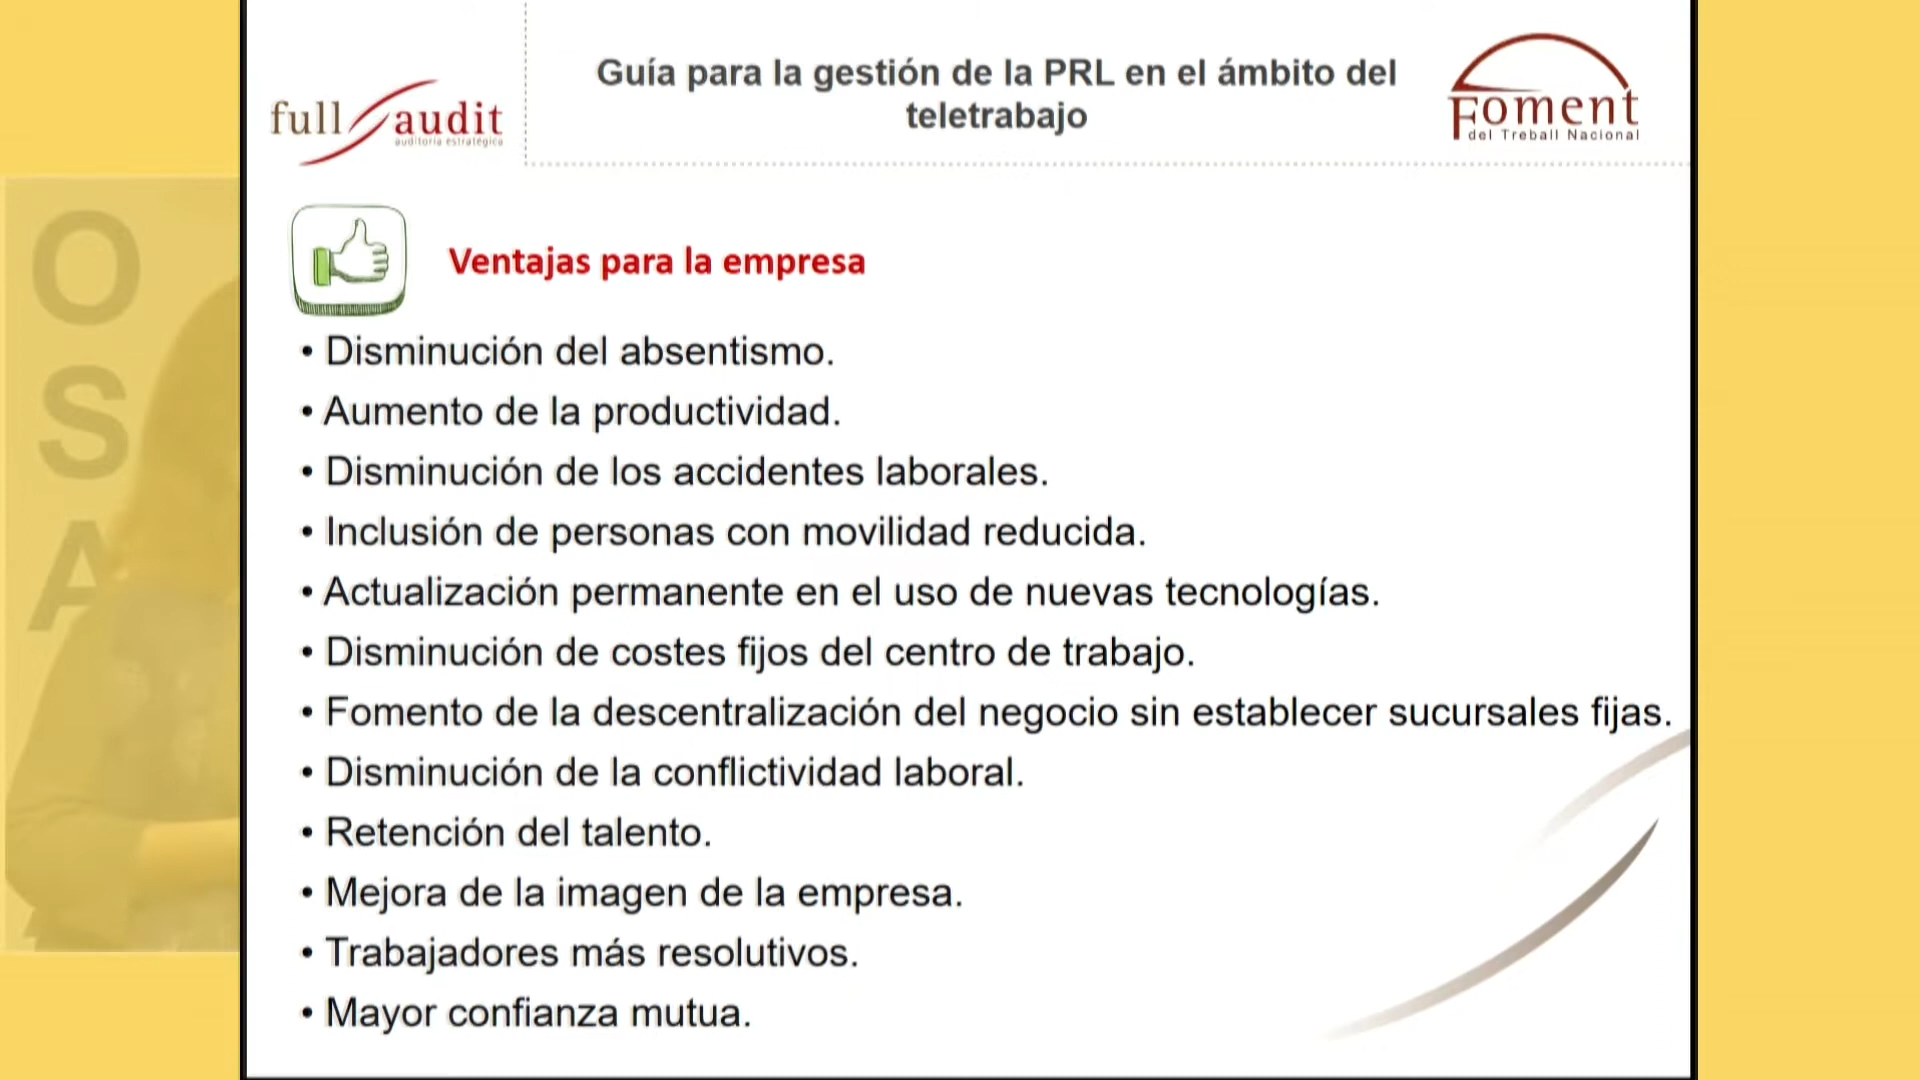 O
S
A
full audit
auditoría estratégica
Guía para la gestión de la PRL en el ámbito del
teletrabajo
Foment
del Treball Nacional
Ventajas para la empresa
• Disminución del absentismo.
• Aumento de la productividad.
• Disminución de los accidentes laborales.
• Inclusión de personas con movilidad reducida.
• Actualización permanente en el uso de nuevas tecnologías.
• Disminución de costes fijos del centro de trabajo.
• Fomento de la descentralización del negocio sin establecer sucursales fijas.
• Disminución de la conflictividad laboral.
• Retención del talento.
• Mejora de la imagen de la empresa.
• Trabajadores más resolutivos.
• Mayor confianza mutua.